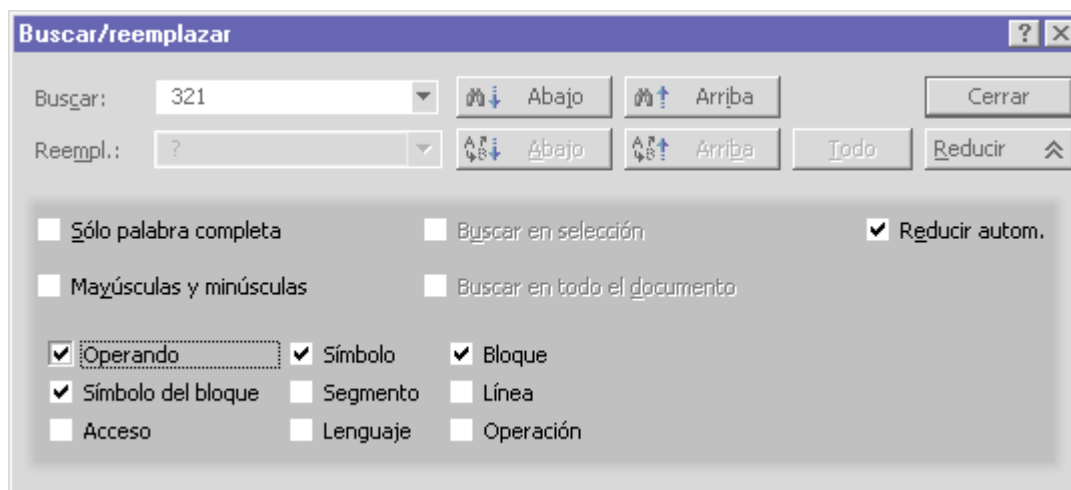 Buscar/reemplazar
Buscar: 321 Abajo Arriba Cerrar
Reempl.: ? Abajo Arriba Todo Reducir
Sólo palabra completa Buscar en selección Reducir autom.
Mayúsculas y minúsculas Buscar en todo el documento
Operando Símbolo Bloque
Símbolo del bloque Segmento Línea
Acceso Lenguaje Operación